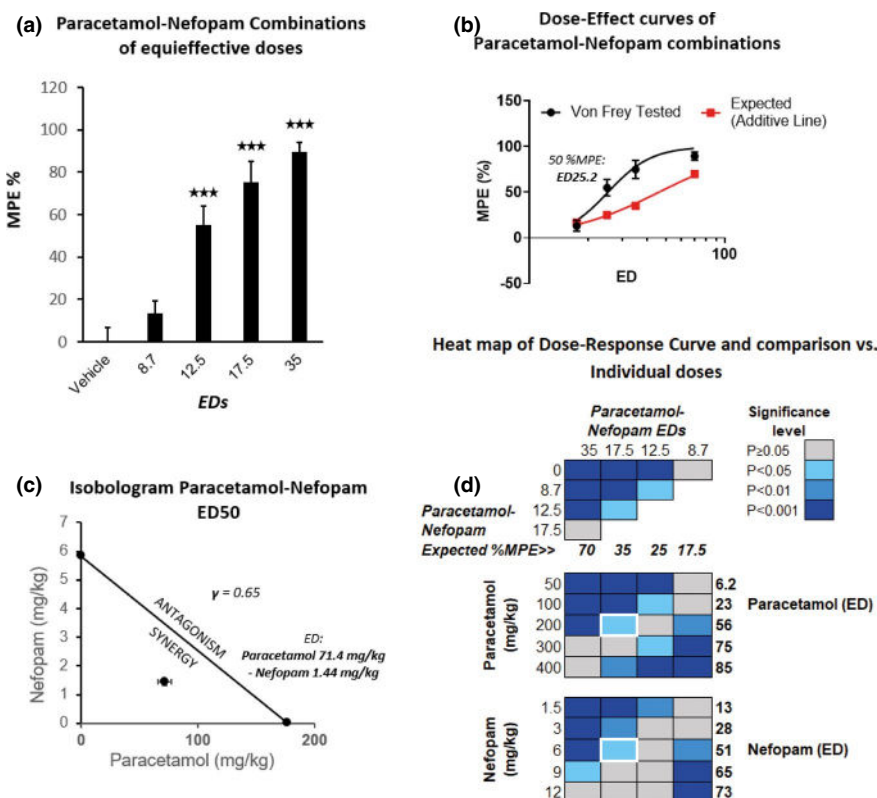 (a)
Paracetamol-Nefopam Combinations
of equieffective doses
MPE %
120
100
80
60
40
20
0
★★★
★★★
★★★
Vehicle
8.7
12.5
17.5
35
EDs
(b)
Dose-Effect curves of
Paracetamol-Nefopam combinations
MPE (%)
150
100
50
0
-50
Von Frey Tested
Expected
(Additive Line)
50 %MPE:
ED25.2
100
ED
(c)
Isobologram Paracetamol-Nefopam
ED50
Nefopam (mg/kg)
7
6
5
4
3
2
1
0
γ = 0.65
ANTAGONISM
SYNERGY
ED:
Paracetamol 71.4 mg/kg
- Nefopam 1.44 mg/kg
0 100 200
Paracetamol (mg/kg)
Heat map of Dose-Response Curve and comparison vs.
Individual doses
(d)
Paracetamol-
Nefopam EDs
35 17.5 12.5 8.7
0
8.7
12.5
17.5
Paracetamol-
Nefopam
Expected %MPE>> 70 35 25 17.5
Significance
level
P≥0.05
P<0.05
P<0.01
P<0.001
Paracetamol
(mg/kg)
50 6.2
100 23
200 56
300 75
400 85
Paracetamol (ED)
Nefopam
(mg/kg)
1.5 13
3 28
6 51
9 65
12 73
Nefopam (ED)